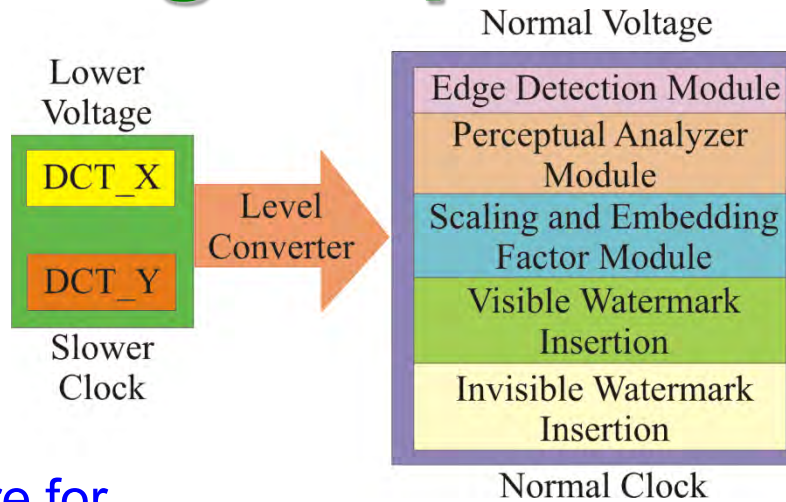 Lower
Voltage
DCT_X
DCT_Y
Slower
Clock
Level
Converter
Normal Voltage
Edge Detection Module
Perceptual Analyzer
Module
Scaling and Embedding
Factor Module
Visible Watermark
Insertion
Invisible Watermark
Insertion
Normal Clock
for